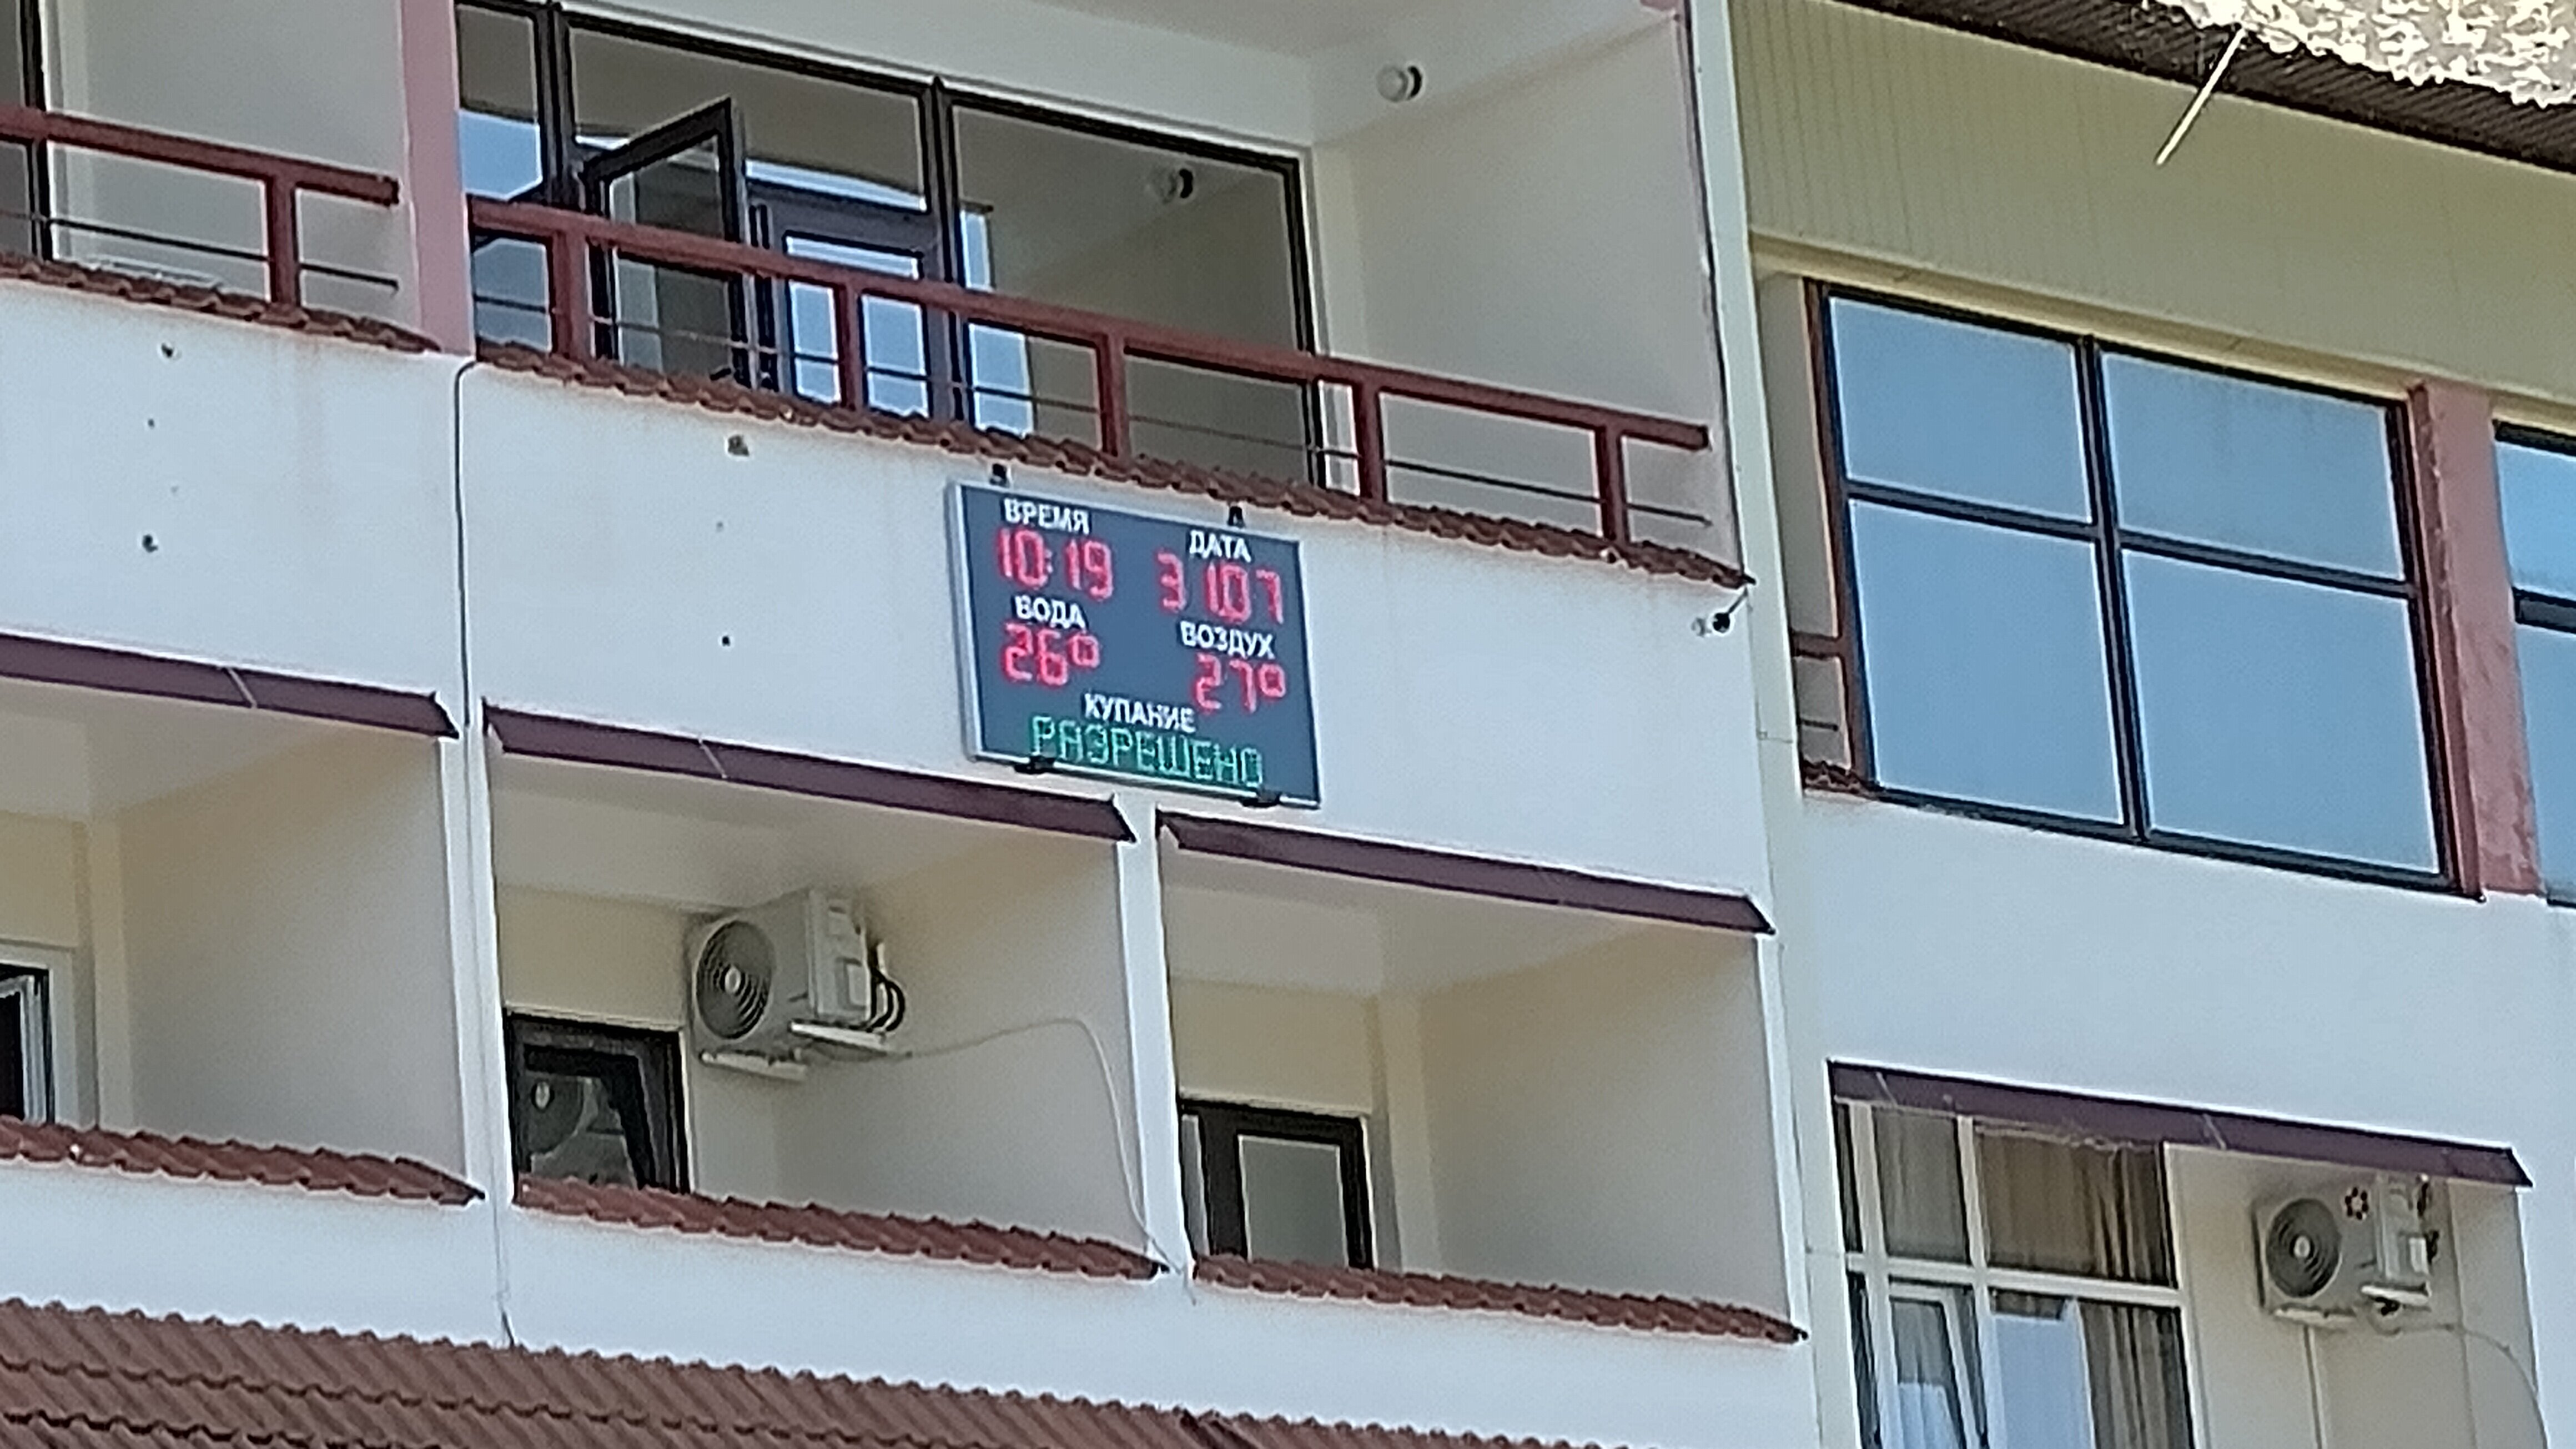 ВРЕМЯ ДАТА
10:19 31.07
ВОДА ВОЗДУХ
26° 27°
КУПАНИЕ
РАЗРЕШЕНО